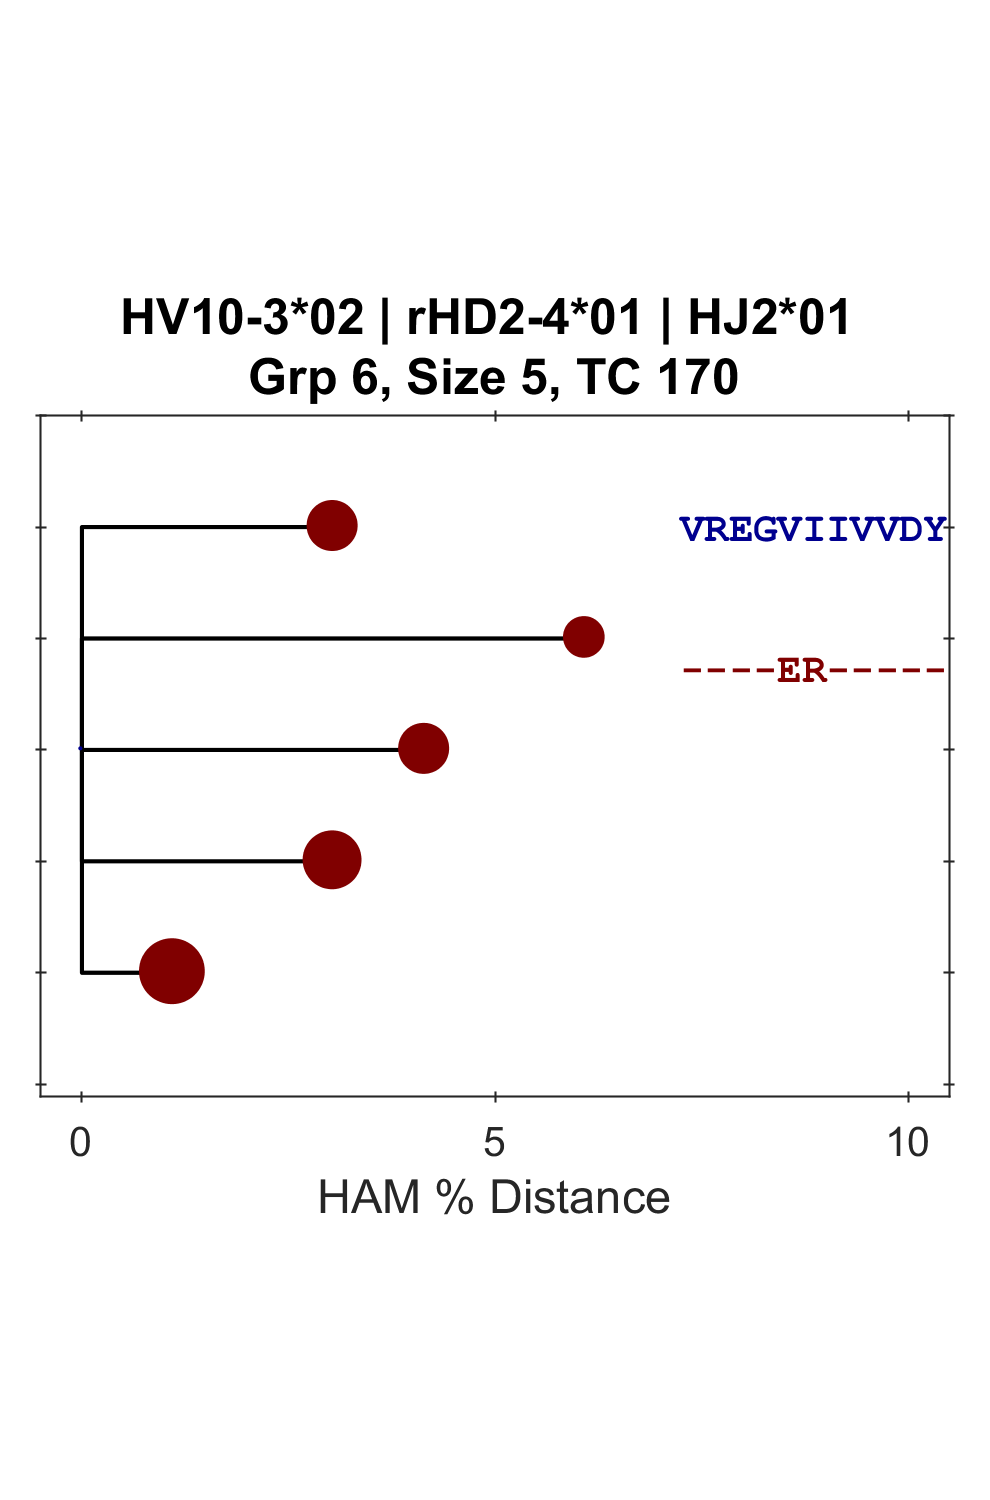 HV10-3*02 | rHD2-4*01 | HJ2*01
Grp 6, Size 5, TC 170
VREGVIIVVDY
----ER-----
0 5 10
HAM % Distance